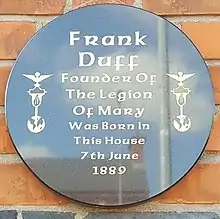 Frank
Duff
Founder Of
The Legion
Of Mary
Was Born In
This House
7th June
1889